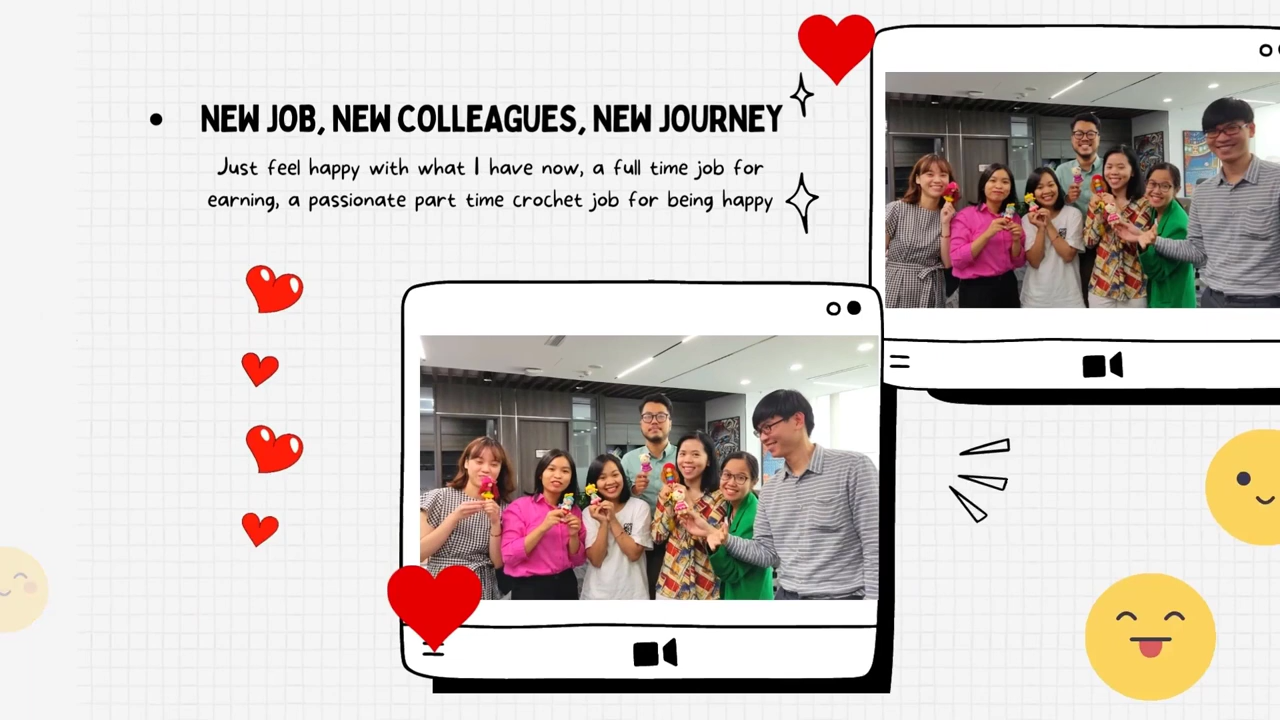 NEW JOB, NEW COLLEAGUES, NEW JOURNEY
Just feel happy with what I have now, a full time job for
earning, a passionate part time crochet job for being happy